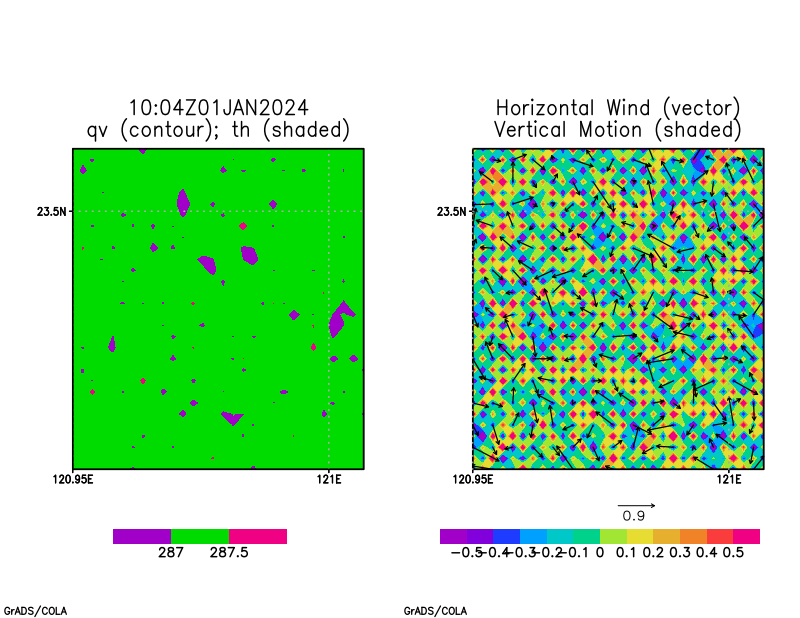 10:04Z01JAN2024
qv (contour); th (shaded)
23.5N
120.95E
121E
287
287.5
GrADS/COLA
Horizontal Wind (vector)
Vertical Motion (shaded)
23.5N
120.95E
121E
0.9
-0.5 -0.4 -0.3 -0.2 -0.1 0 0.1 0.2 0.3 0.4 0.5
GrADS/COLA